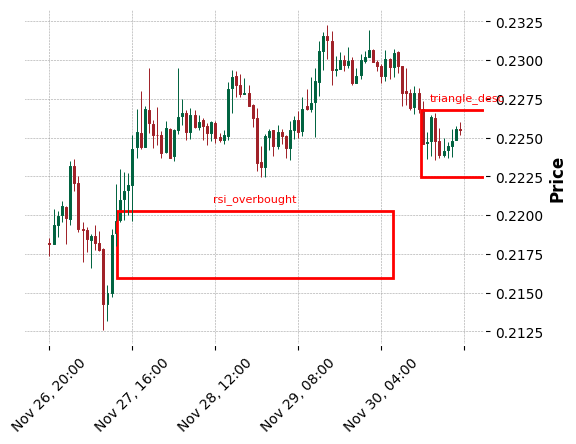 0.2325
0.2300
0.2275
triangle_desc
0.2250
0.2225
rsi_overbought
0.2200
0.2175
0.2150
0.2125
Price
Nov 26, 20:00
Nov 27, 16:00
Nov 28, 12:00
Nov 29, 08:00
Nov 30, 04:00